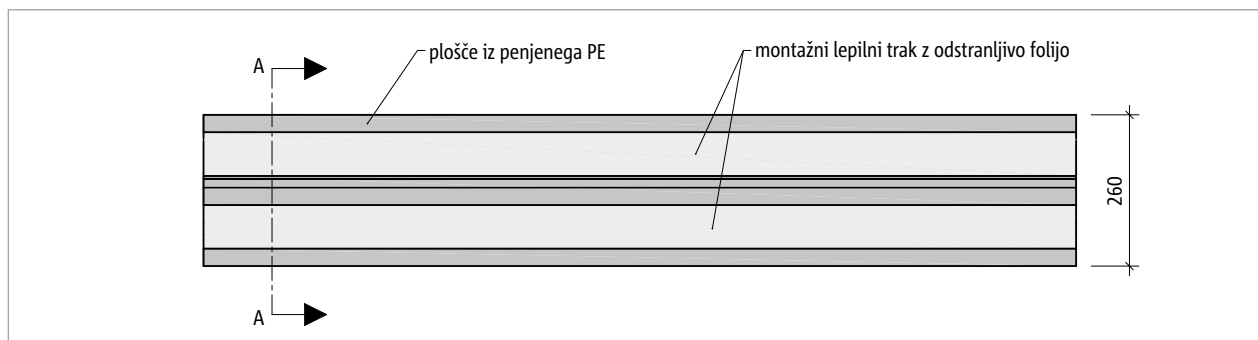 plošče iz penjenega PE
montažni lepilni trak z odstranljivo folijo
A
260
A